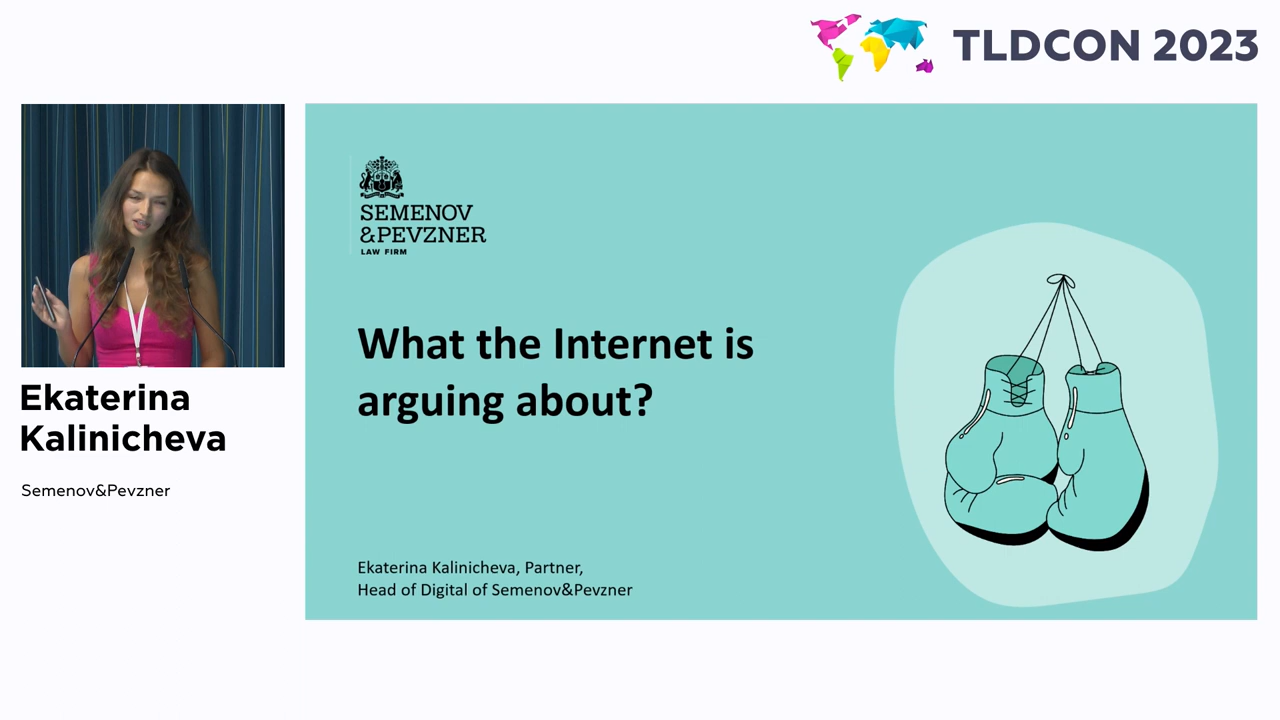 TLDCON 2023
SEMENOV
&PEVZNER
LAW FIRM
What the Internet is
arguing about?
Ekaterina Kalinicheva, Partner,
Head of Digital of Semenov&Pevzner
Ekaterina
Kalinicheva
Semenov&Pevzner